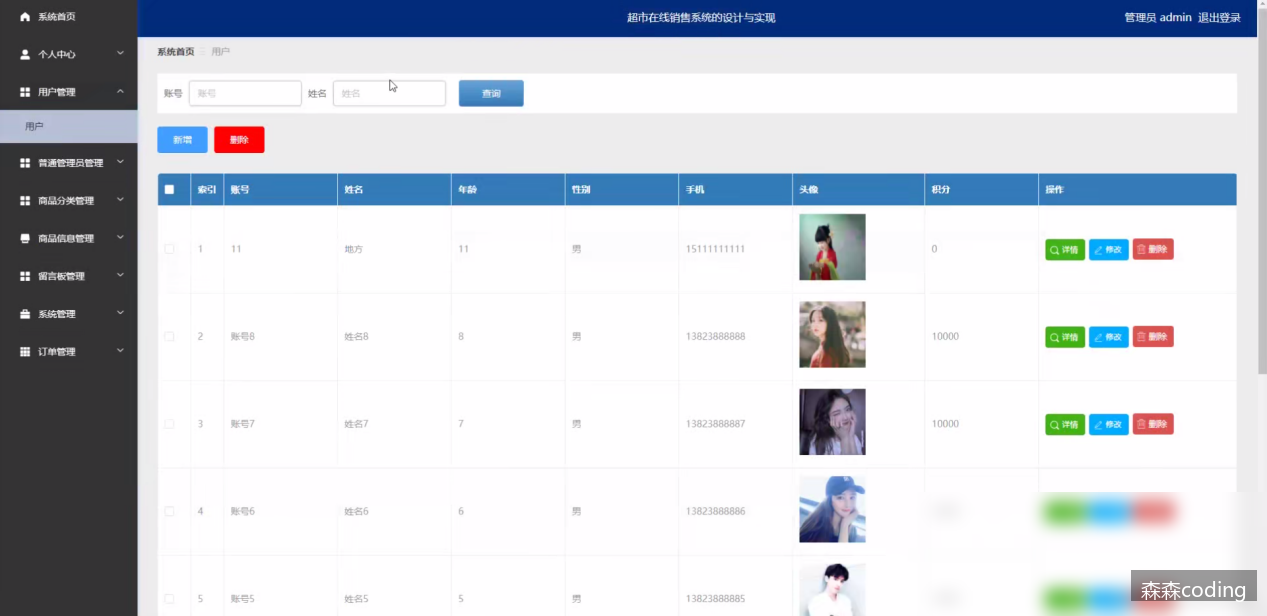 系统首页
个人中心
用户管理
用户
普通管理员管理
商品分类管理
商品信息管理
留言板管理
系统管理
订单管理
超市在线销售系统的设计与实现
管理员 admin 退出登录
系统首页 用户
账号 账号 姓名 姓名 查询
新增 删除
索引 账号 姓名 年龄 性别 手机 头像 积分 操作
1 11 地方 11 男 15111111111 0 详情 修改 删除
2 账号8 姓名8 8 男 13823888888 10000 详情 修改 删除
3 账号7 姓名7 7 男 13823888887 10000 详情 修改 删除
4 账号6 姓名6 6 男 13823888886
5 账号5 姓名5 5 男 13823888885
森森coding